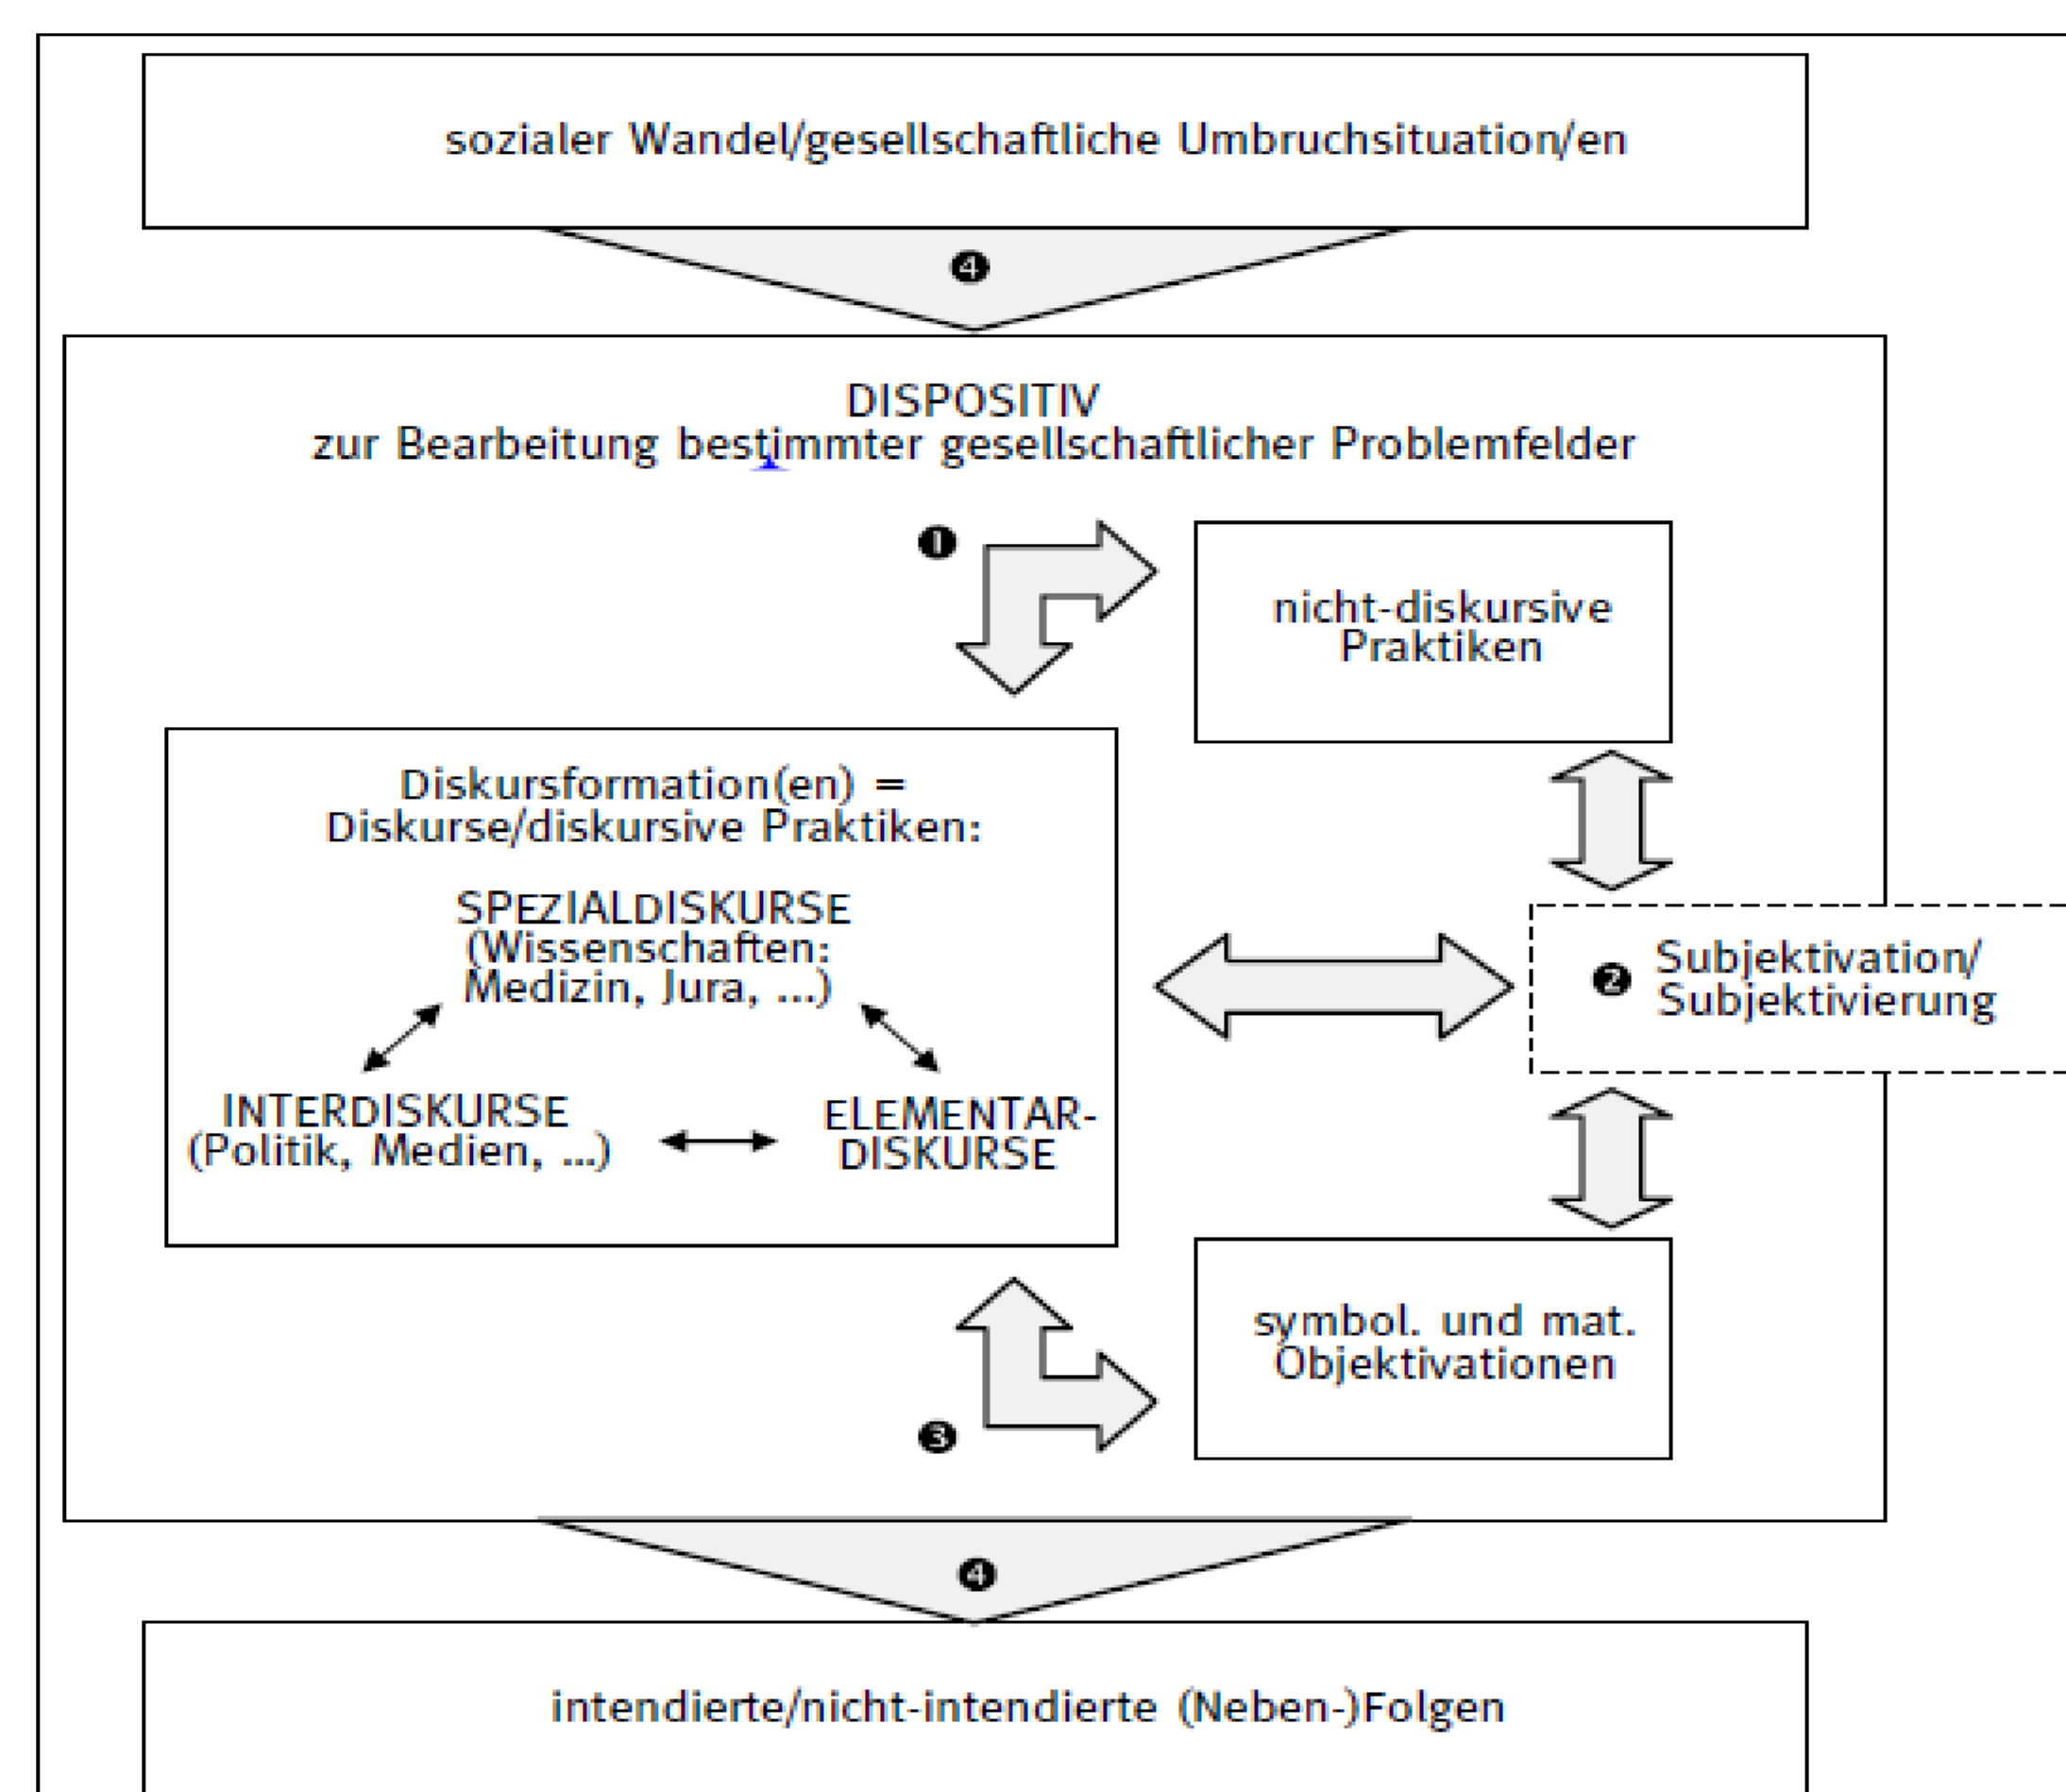 sozialer Wandel/gesellschaftliche Umbruchsituation/en
❹
DISPOSITIV
zur Bearbeitung bestimmter gesellschaftlicher Problemfelder
❶
nicht-diskursive
Praktiken
Diskursformation(en) =
Diskurse/diskursive Praktiken:
SPEZIALDISKURSE
(Wissenschaften:
Medizin, Jura, ...)
INTERDISKURSE
(Politik, Medien, ...)
ELEMENTAR-
DISKURSE
❷ Subjektivation/
Subjektivierung
symbol. und mat.
Objektivationen
❸
❹
intendierte/nicht-intendierte (Neben-)Folgen